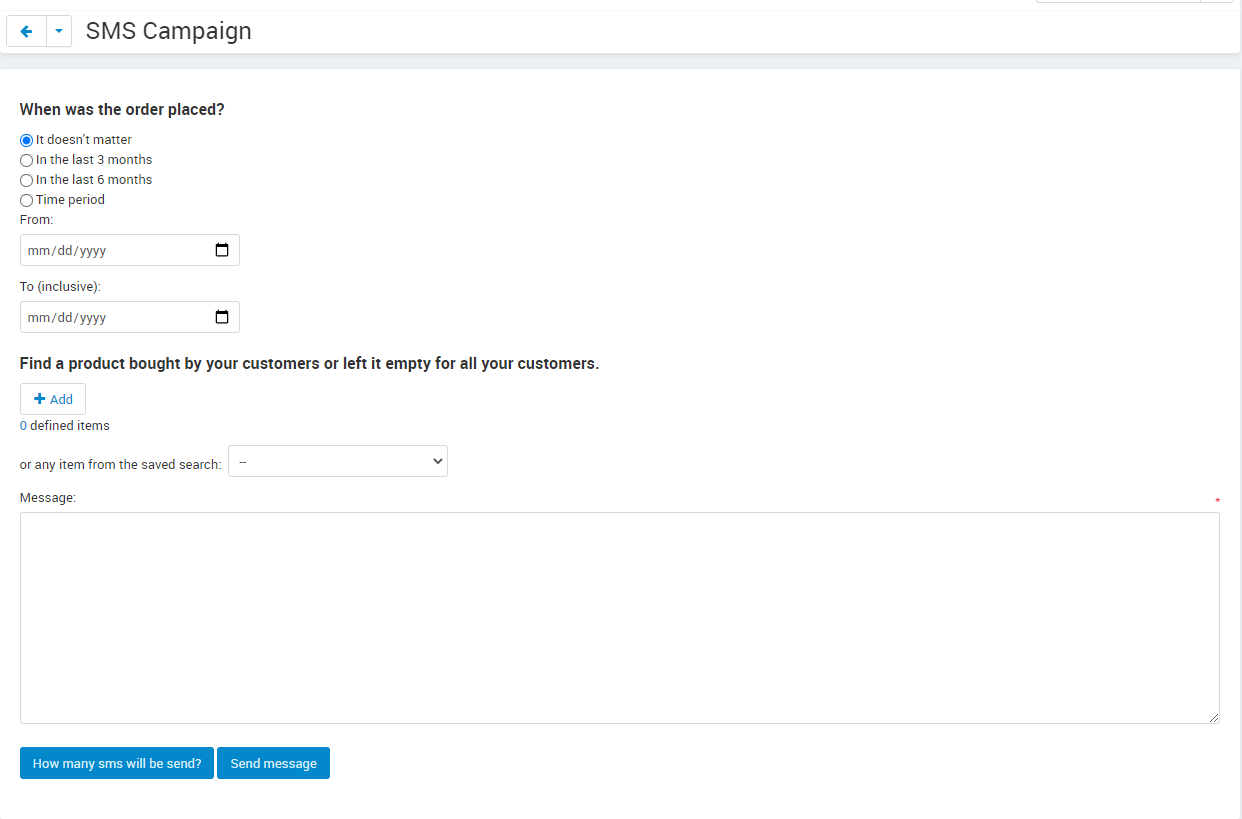 SMS Campaign
When was the order placed?
It doesn't matter
In the last 3 months
In the last 6 months
Time period
From:
mm/dd/yyyy
To (inclusive):
mm/dd/yyyy
Find a product bought by your customers or left it empty for all your customers.
+ Add
0 defined items
or any item from the saved search: --
Message: *
How many sms will be send? Send message